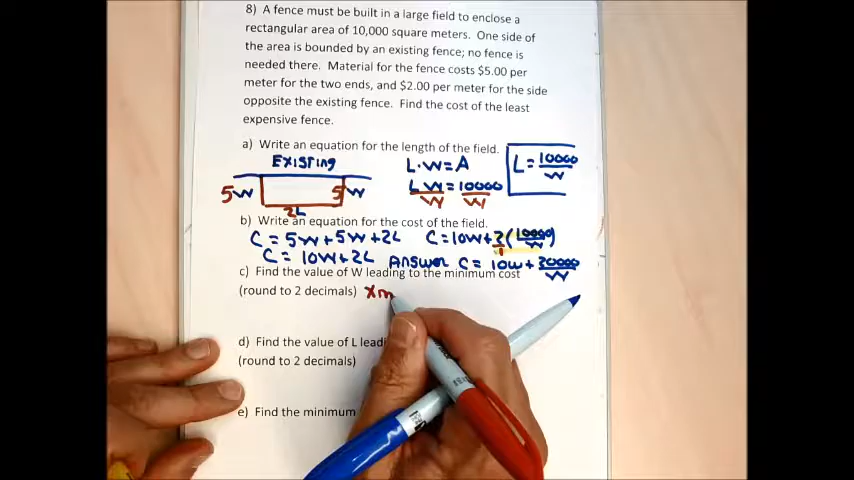 8) A fence must be built in a large field to enclose a
rectangular area of 10,000 square meters. One side of
the area is bounded by an existing fence; no fence is
needed there. Material for the fence costs $5.00 per
meter for the two ends, and $2.00 per meter for the side
opposite the existing fence. Find the cost of the least
expensive fence.
a) Write an equation for the length of the field.
Existing
5W 5W
2L
L·W=A
LW/W=10000/W
L=10000/W
b) Write an equation for the cost of the field.
C = 5W+5W+2L C=10W+2/1(10000/W)
C = 10W+2L Answer C = 10W+20000/W
c) Find the value of W leading to the minimum cost
(round to 2 decimals) Xm
d) Find the value of L leadi
(round to 2 decimals)
e) Find the minimum